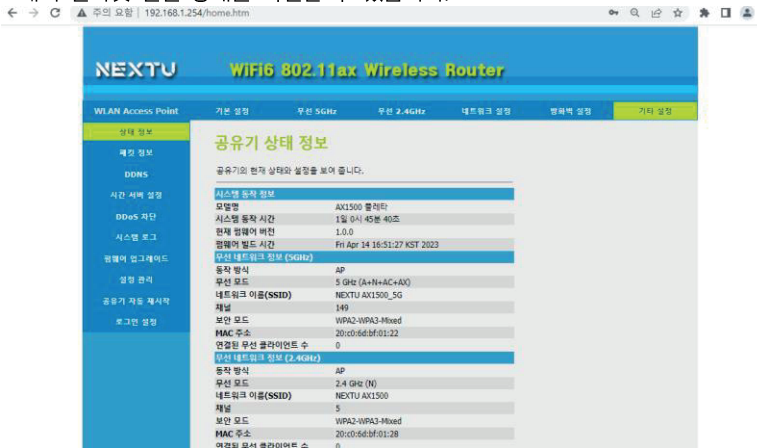 주의 요함 | 192.168.1.254/home.htm
NEXTU WiFi6 802.11ax Wireless Router
WLAN Access Point 기본 설정 무선 5GHz 무선 2.4GHz 네트워크 설정 방화벽 설정 기타 설정
상태 정보
패킷 정보
DDNS
시간 서버 설정
DDoS 차단
시스템 로그
펌웨어 업그레이드
설정 관리
공유기 자동 재시작
로그인 설정
공유기 상태 정보
공유기의 현재 상태와 설정을 보여 줍니다.
시스템 동작 정보
모델명 AX1500 플레타
시스템 동작 시간 1일 0시 45분 40초
현재 펌웨어 버전 1.0.0
펌웨어 빌드 시간 Fri Apr 14 16:51:27 KST 2023
무선 네트워크 정보 (5GHz)
동작 방식 AP
무선 모드 5 GHz (A+N+AC+AX)
네트워크 이름(SSID) NEXTU AX1500_5G
채널 149
보안 모드 WPA2-WPA3-Mixed
MAC 주소 20:c0:6d:bf:01:22
연결된 무선 클라이언트 수 0
무선 네트워크 정보 (2.4GHz)
동작 방식 AP
무선 모드 2.4 GHz (N)
네트워크 이름(SSID) NEXTU AX1500
채널 5
보안 모드 WPA2-WPA3-Mixed
MAC 주소 20:c0:6d:bf:01:28
연결된 무선 클라이언트 수 0